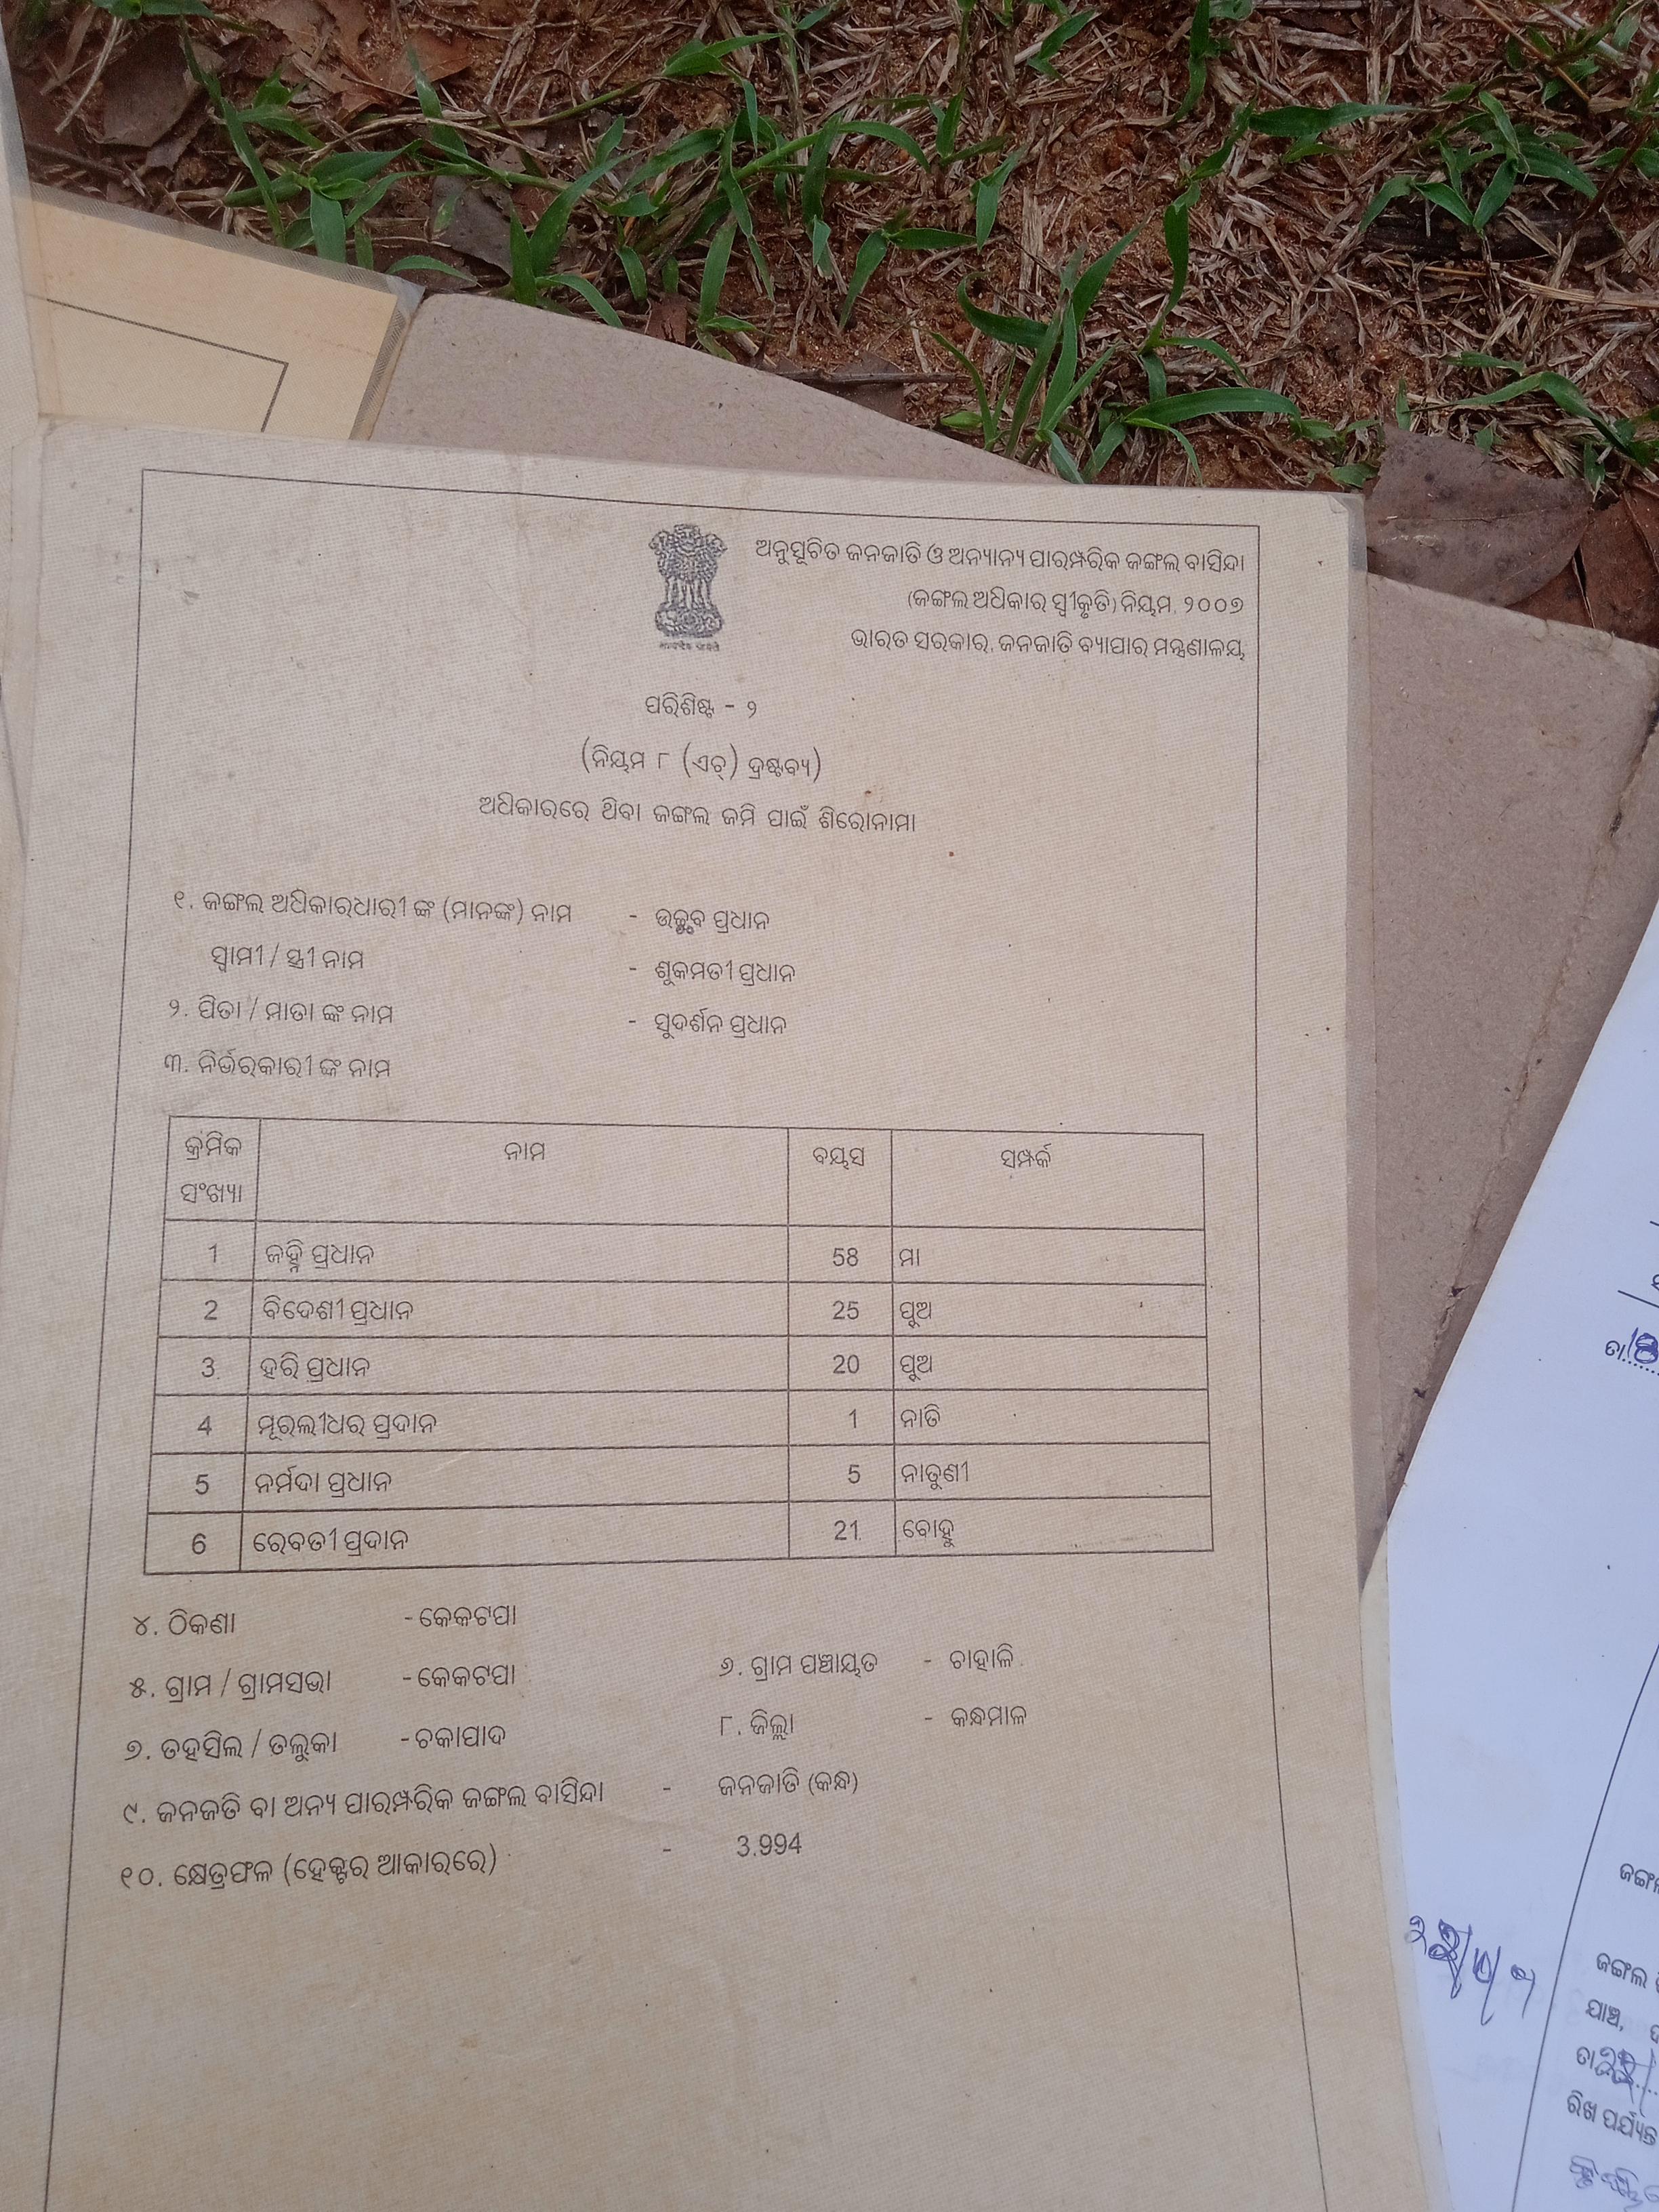 ଅନୁସୂଚିତ ଜନଜାତି ଓ ଅନ୍ୟାନ୍ୟ ପାରମ୍ପରିକ ଜଙ୍ଗଲ ବାସିନ୍ଦା
(ଜଙ୍ଗଲ ଅଧିକାର ସ୍ୱୀକୃତି) ନିୟମ, ୨୦୦୭
ଭାରତ ସରକାର, ଜନଜାତି ବ୍ୟାପାର ମନ୍ତ୍ରଣାଳୟ
ପରିଶିଷ୍ଟ - ୨
(ନିୟମ ୮ (ଏଚ୍) ଦ୍ରଷ୍ଟବ୍ୟ)
ଅଧିକାରରେ ଥିବା ଜଙ୍ଗଲ ଜମି ପାଇଁ ଶିରୋନାମା
୧. ଜଙ୍ଗଲ ଅଧିକାରଧାରୀ ଙ୍କ (ମାନଙ୍କ) ନାମ - ଉଚ୍ଛବ ପ୍ରଧାନ
ସ୍ୱାମୀ / ସ୍ତ୍ରୀ ନାମ - ଶୁକମତୀ ପ୍ରଧାନ
୨. ପିତା / ମାତା ଙ୍କ ନାମ - ସୁଦର୍ଶନ ପ୍ରଧାନ
୩. ନିର୍ଭରକାରୀ ଙ୍କ ନାମ
କ୍ରମିକ ସଂଖ୍ୟା ନାମ ବୟସ ସମ୍ପର୍କ
1 ଜହ୍ନି ପ୍ରଧାନ 58 ମା
2 ବିଦେଶୀ ପ୍ରଧାନ 25 ପୁଅ
3 ହରି ପ୍ରଧାନ 20 ପୁଅ
4 ମୂରଲୀଧର ପ୍ରଦାନ 1 ନାତି
5 ନର୍ମଦା ପ୍ରଧାନ 5 ନାତୁଣୀ
6 ରେବତୀ ପ୍ରଦାନ 21 ବୋହୁ
୪. ଠିକଣା - କେକଟପା
୫. ଗ୍ରାମ / ଗ୍ରାମସଭା - କେକଟପା ୬. ଗ୍ରାମ ପଞ୍ଚାୟତ - ଚାହାଳି
୭. ତହସିଲ / ତଲୁକା - ଚକାପାଦ ୮. ଜିଲ୍ଲା - କନ୍ଧମାଳ
୯. ଜନଜତି ବା ଅନ୍ୟ ପାରମ୍ପରିକ ଜଙ୍ଗଲ ବାସିନ୍ଦା - ଜନଜାତି (କନ୍ଧ)
୧୦. କ୍ଷେତ୍ରଫଳ (ହେକ୍ଟର ଆକାରରେ) - 3.994
ତା.
ଜଙ୍ଗଲ
ଯାଞ୍ଚ,
ତା
ରିଖ ପର୍ଯ୍ୟନ୍ତ